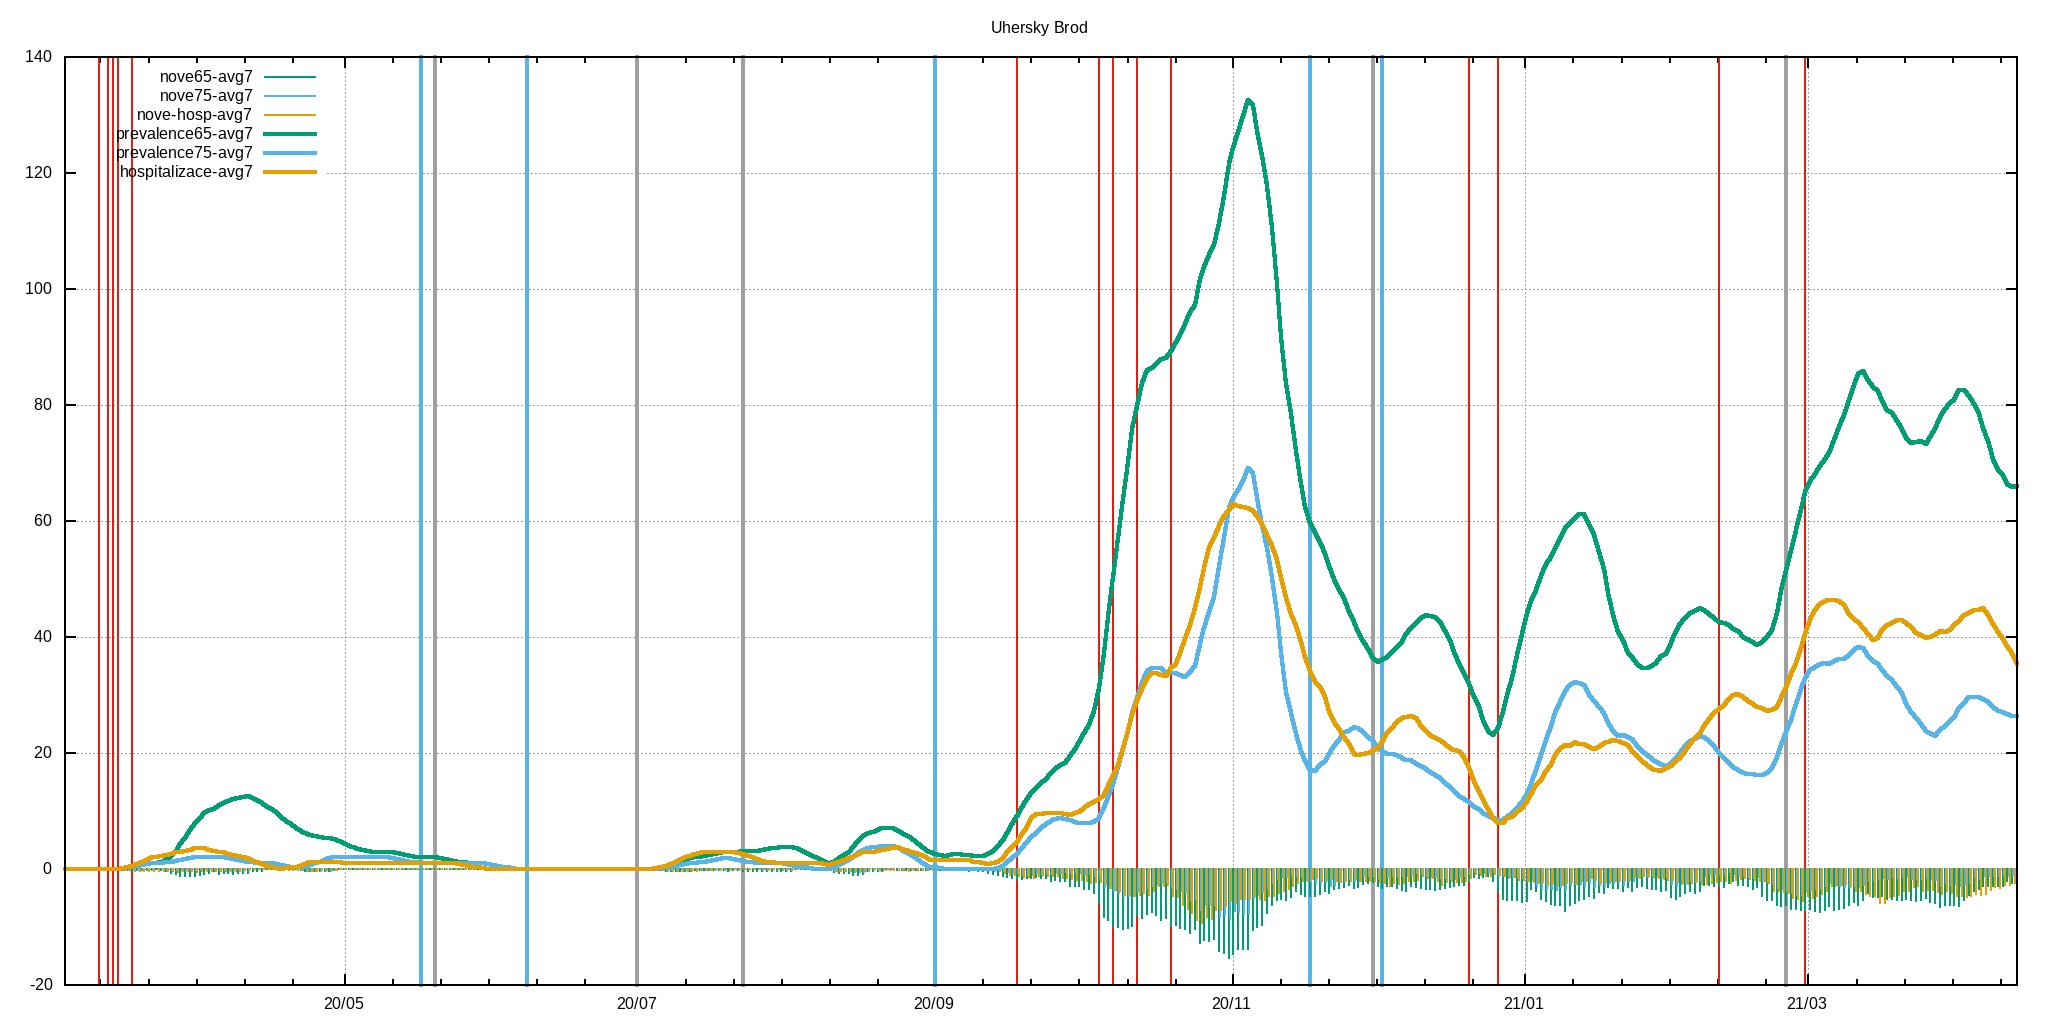 Uhersky Brod
140
120
100
80
60
40
20
0
-20
nove65-avg7
nove75-avg7
nove-hosp-avg7
prevalence65-avg7
prevalence75-avg7
hospitalizace-avg7
20/05 20/07 20/09 20/11 21/01 21/03